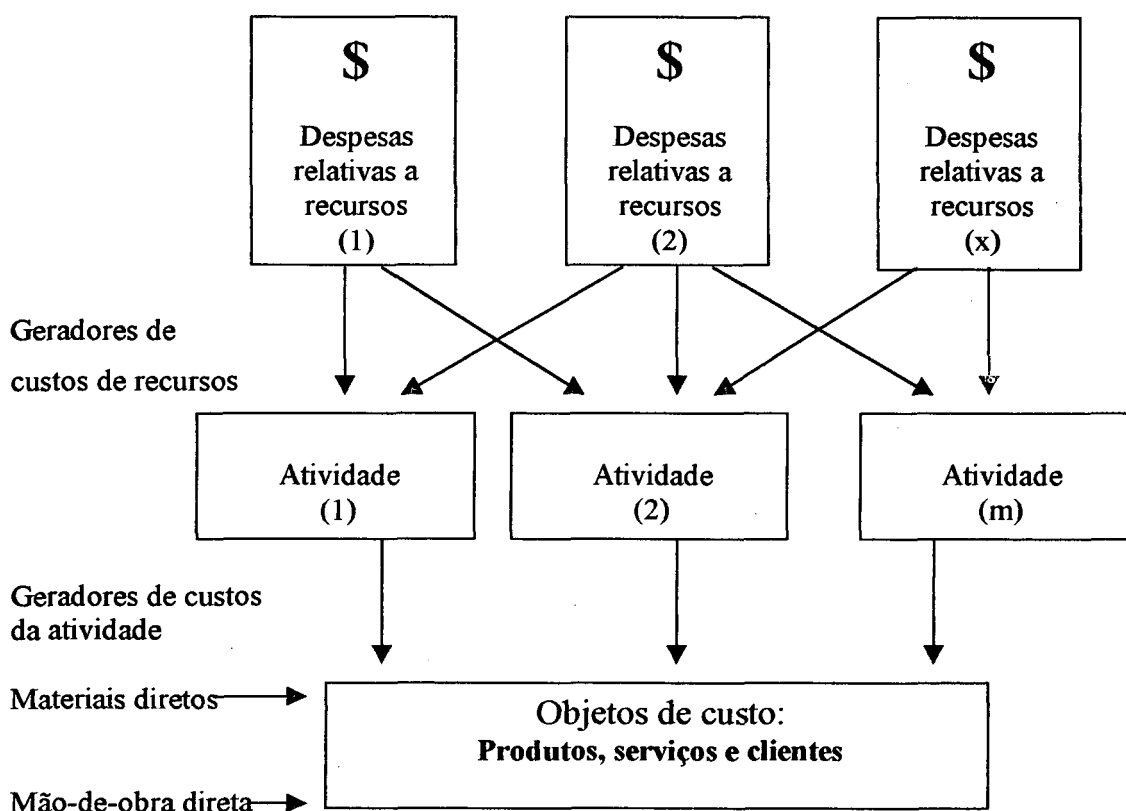 $
Despesas
relativas a
recursos
(1)
$
Despesas
relativas a
recursos
(2)
$
Despesas
relativas a
recursos
(x)
Geradores de
custos de recursos
Atividade
(1)
Atividade
(2)
Atividade
(m)
Geradores de custos
da atividade
Materiais diretos
Mão-de-obra direta
Objetos de custo:
Produtos, serviços e clientes